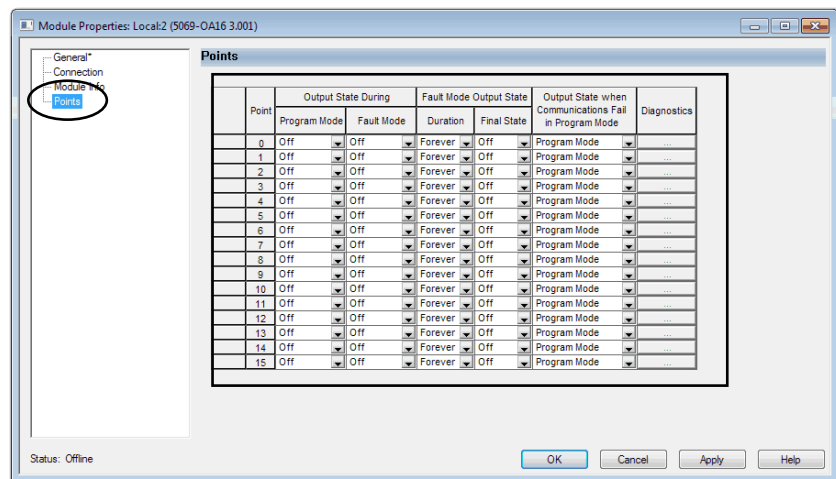 Module Properties: Local:2 (5069-OA16 3.001)
General*
Connection
Module Info
Points
Points
Point
Output State During
Program Mode
Fault Mode
Fault Mode Output State
Duration
Final State
Output State when
Communications Fail
in Program Mode
Diagnostics
0 Off Off Forever Off Program Mode ...
1 Off Off Forever Off Program Mode ...
2 Off Off Forever Off Program Mode ...
3 Off Off Forever Off Program Mode ...
4 Off Off Forever Off Program Mode ...
5 Off Off Forever Off Program Mode ...
6 Off Off Forever Off Program Mode ...
7 Off Off Forever Off Program Mode ...
8 Off Off Forever Off Program Mode ...
9 Off Off Forever Off Program Mode ...
10 Off Off Forever Off Program Mode ...
11 Off Off Forever Off Program Mode ...
12 Off Off Forever Off Program Mode ...
13 Off Off Forever Off Program Mode ...
14 Off Off Forever Off Program Mode ...
15 Off Off Forever Off Program Mode ...
Status: Offline
OK Cancel Apply Help